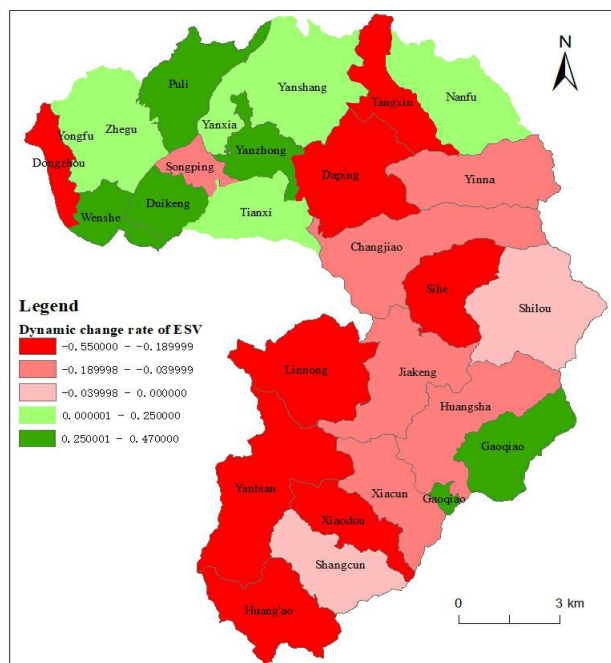 N
Puli
Yanshang
Tangxin
Nanfu
Zhegu
Yongfu
Yanxia
Dongzhou
Songping
Yanzhong
Daping
Yinna
Wenshe
Duikeng
Tianxi
Changjiao
Sihe
Shilou
Legend
Dynamic change rate of ESV
-0.550000 - -0.189999
-0.189998 - -0.039999
-0.039998 - 0.000000
0.000001 - 0.250000
0.250001 - 0.470000
Linnong
Jiakeng
Huangsha
Gaoqiao
Yanbian
Xiacun
Gaoqiao
Xiaodou
Shangcun
Huang'ao
0 3 km